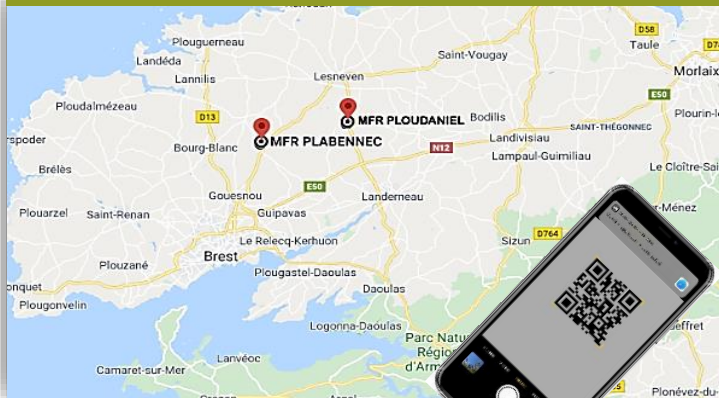 D58
Plouguerneau
Taule
Saint-Vougay
Landéda
Morlaix
Lannilis
Lesneven
E50
Ploudalmézeau
D13
MFR PLOUDANIEL
Bodilis
Plourin-l
SAINT-THÉGONNEC
rspoder
MFR PLABENNEC
Landivisiau
Bourg-Blanc
N12
Lampaul-Guimiliau
Brélès
Le Cloître-Sai
E50
Gouesnou
Landerneau
Plouarzel
Saint-Renan
Guipavas
r-Ménez
Le Relecq-Kerhuon
Sizun
D764
Brest
Plouzané
Plougastel-Daoulas
onquet
Daoulas
Plougonvelin
Logonna-Daoulas
Parc Natu
Régio
d'Arm
effret
Lanvéoc
Camaret-sur-Mer
Plonévez-du-